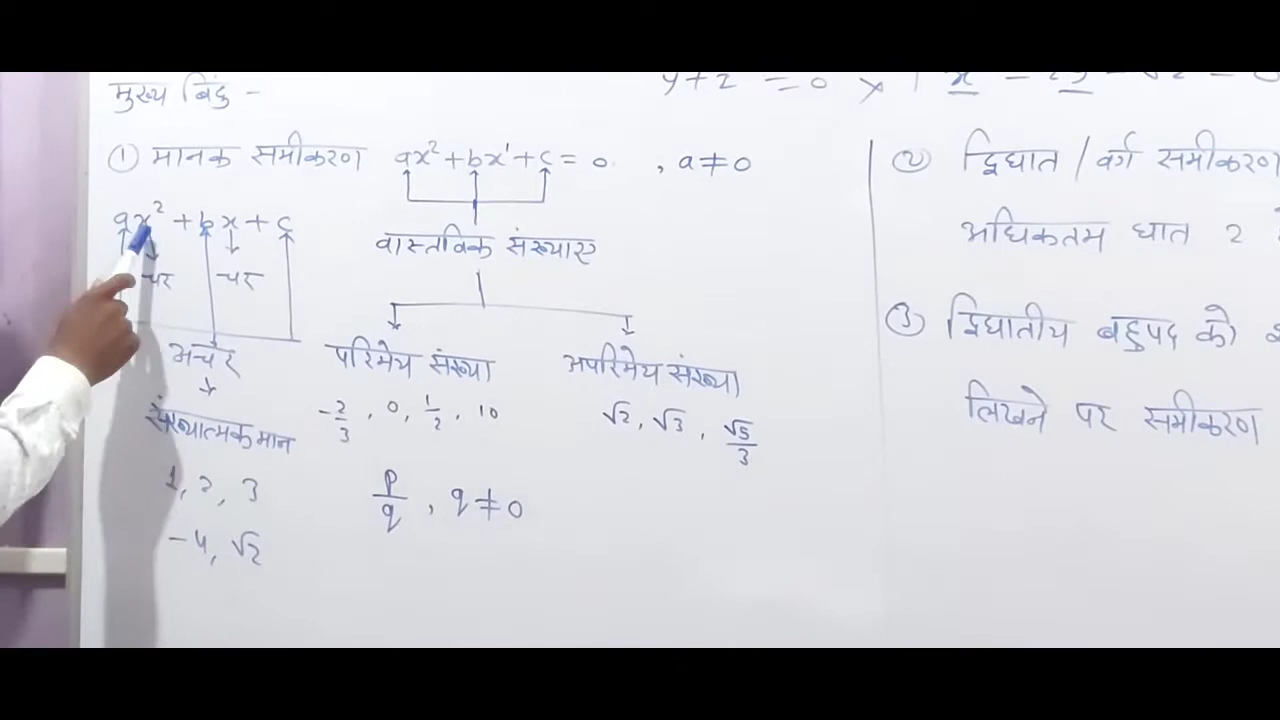 मुख्य बिंदु -
y + 2 = 0 ×
① मानक समीकरण ax² + bx¹ + c = 0 , a ≠ 0
ax² + bx + c
चर चर
अचर
संख्यात्मक मान
1, 2, 3
-4, √2
वास्तविक संख्याए
परिमेय संख्या अपरिमेय संख्या
-2/3 , 0, 1/2 , 10
√2, √3 , √5/3
p/q , q ≠ 0
② द्विघात / वर्ग समीकरण
अधिकतम घात 2
③ द्विघातीय बहुपद को
लिखने पर समीकरण